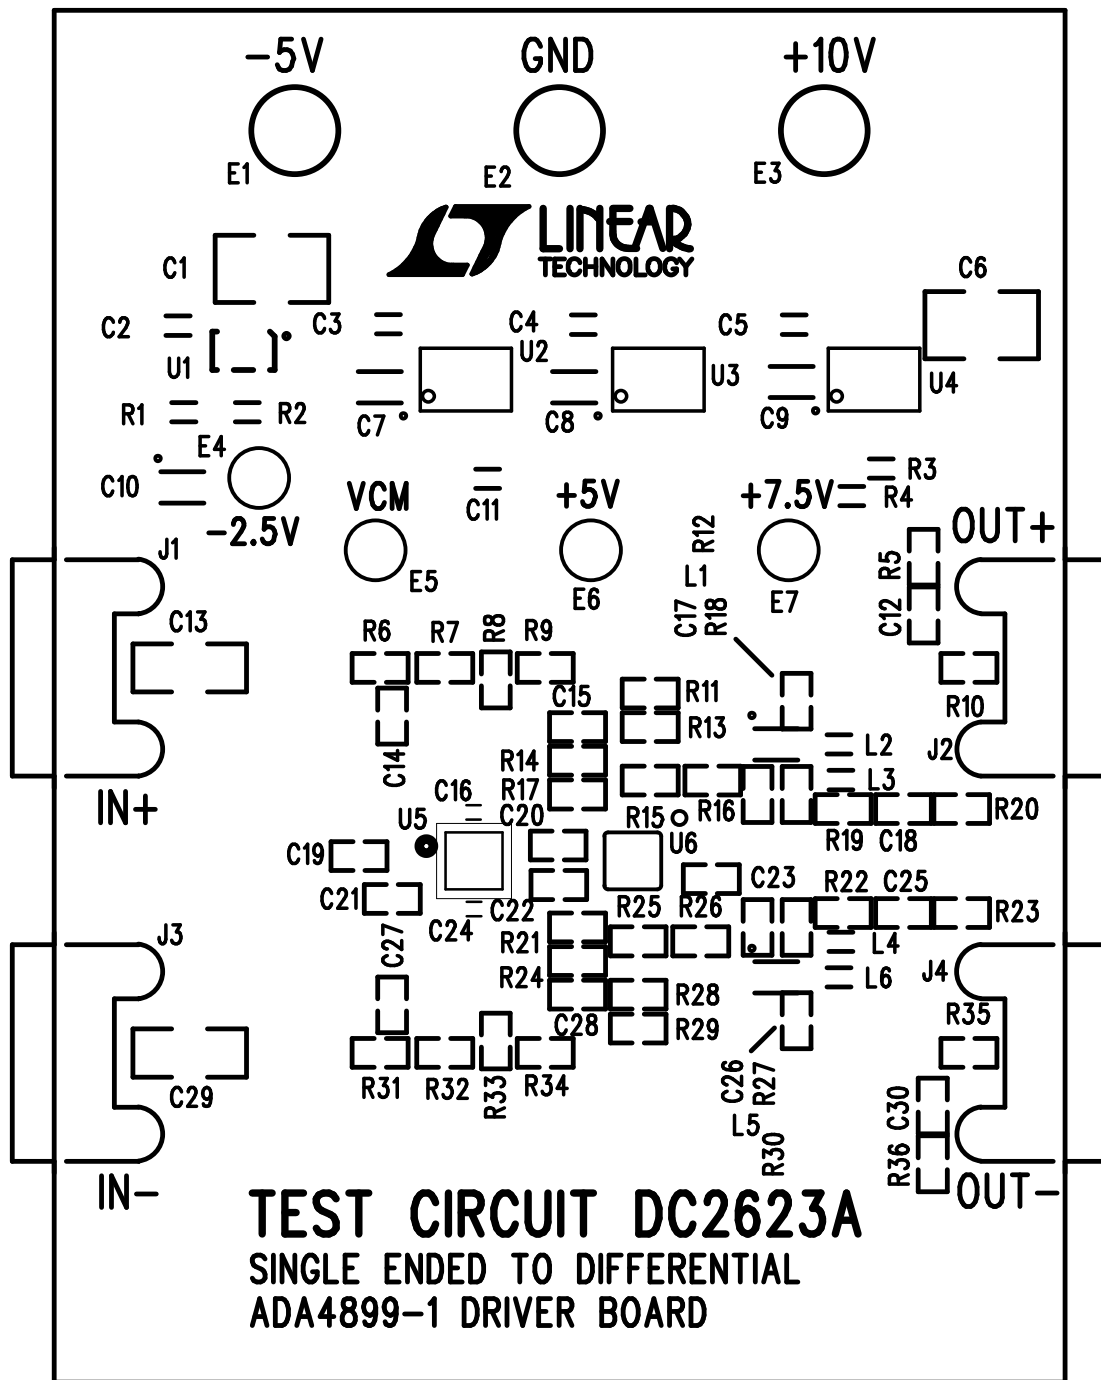 -5V GND +10V
E1 E2 E3
LINEAR
TECHNOLOGY
C1 C6
C2 C3 C4 C5
U1 U2 U3 U4
R1 R2 C7 C8 C9
E4
C10 C11 R3
R4
-2.5V VCM +5V +7.5V
J1 E5 E6 E7 R12 OUT+
L1 R5
C13 C17 R18 C12
R6 R7 R8 R9
C15 R11 R10
C14 R13 L2 J2
R14 L3
R17 R16
IN+ C16 C20 R15 R19 C18 R20
U5 U6
C19
C21 C22 R25 R26 C23 R22 C25 R23
C24
J3 C27 R21 L4 J4
R24 L6
R28 R35
C28 R29
C29 R31 R32 R33 R34 C26 R27 C30
L5
R30 R36
IN- OUT-
TEST CIRCUIT DC2623A
SINGLE ENDED TO DIFFERENTIAL
ADA4899-1 DRIVER BOARD